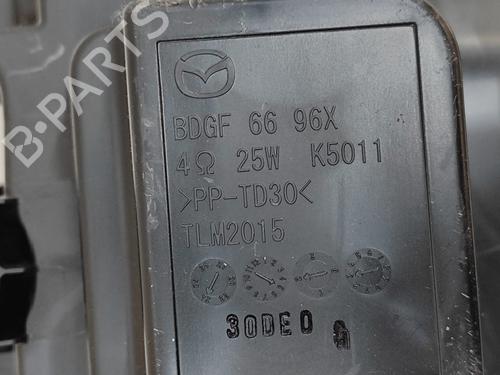 B-PARTS
BDGF 66 96X
4Ω 25W K5011
>PP-TD30<
TLM2015
30DE0